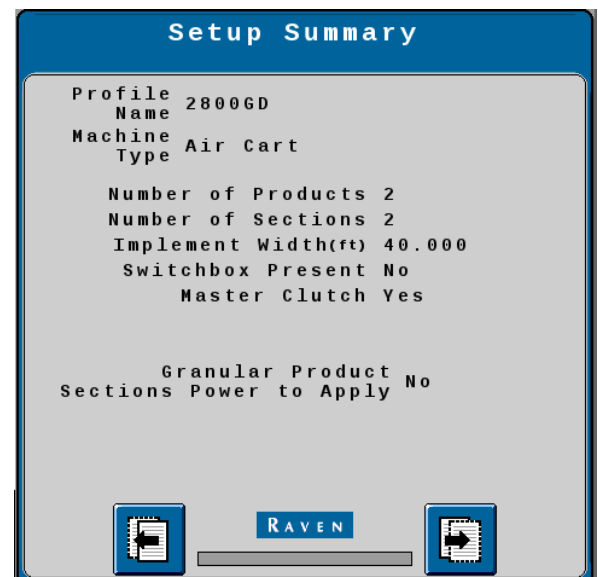 Setup Summary
Profile
Name 2800GD
Machine
Type Air Cart
Number of Products 2
Number of Sections 2
Implement Width(ft) 40.000
Switchbox Present No
Master Clutch Yes
Granular Product
Sections Power to Apply No
RAVEN